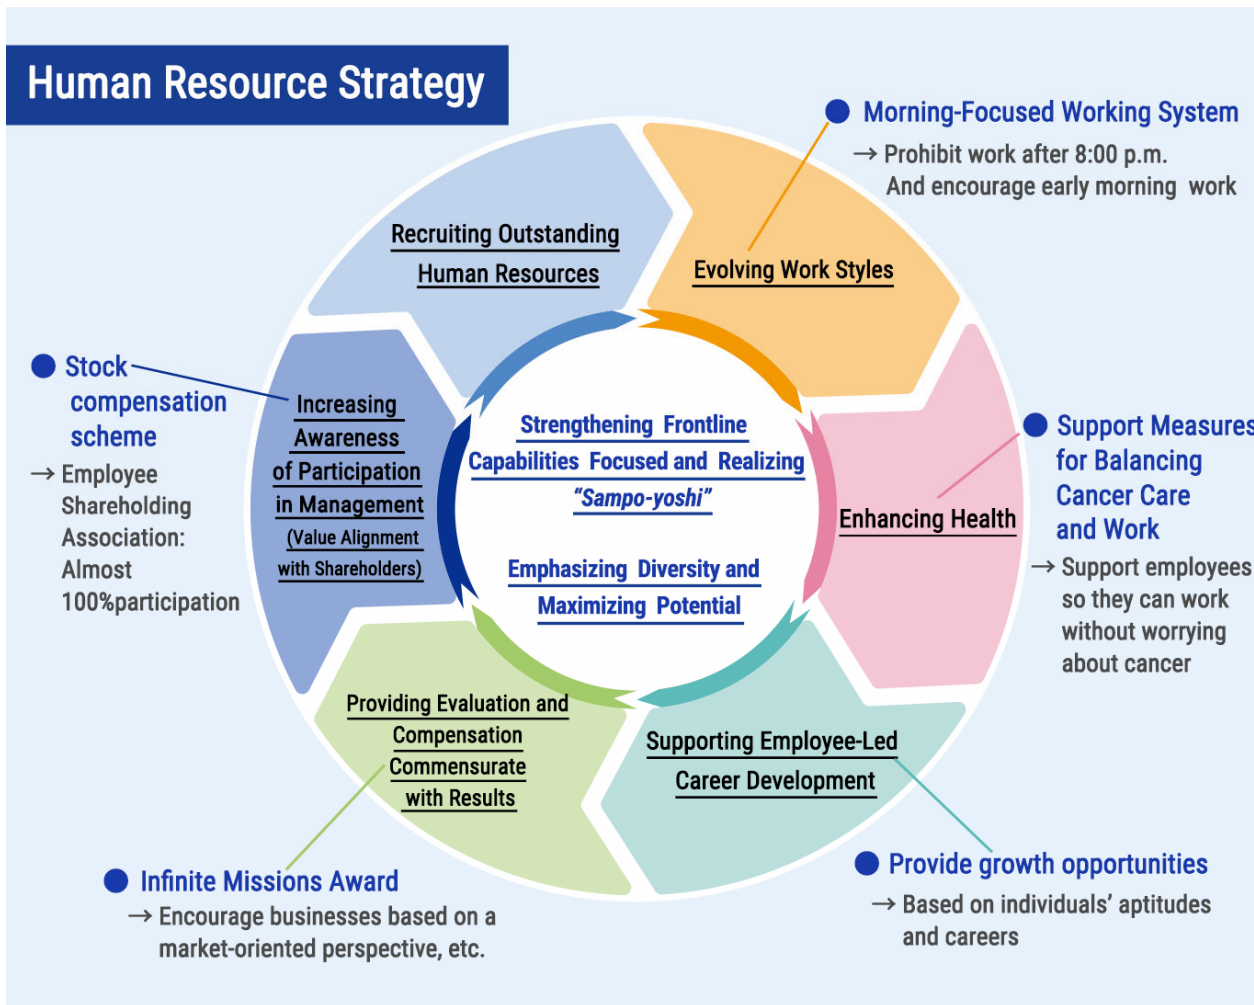 Human Resource Strategy
Morning-Focused Working System
→ Prohibit work after 8:00 p.m.
And encourage early morning work
Recruiting Outstanding
Human Resources
Evolving Work Styles
Stock
compensation
scheme
→ Employee
Shareholding
Association:
Almost
100%participation
Increasing
Awareness
of Participation
in Management
(Value Alignment
with Shareholders)
Strengthening Frontline
Capabilities Focused and Realizing
“Sampo-yoshi”
Emphasizing Diversity and
Maximizing Potential
Enhancing Health
Support Measures
for Balancing
Cancer Care
and Work
→ Support employees
so they can work
without worrying
about cancer
Providing Evaluation and
Compensation
Commensurate
with Results
Supporting Employee-Led
Career Development
Infinite Missions Award
→ Encourage businesses based on a
market-oriented perspective, etc.
Provide growth opportunities
→ Based on individuals’ aptitudes
and careers